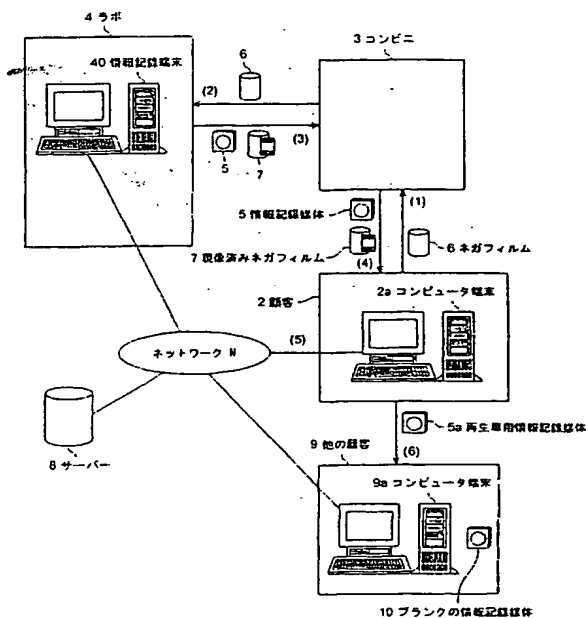 4 ラボ
40 情報記録端末
6
3 コンビニ
(2)
(3)
5
7
5 情報記録媒体
(1)
7 現像済みネガフィルム
(4)
6 ネガフィルム
2 顧客
2a コンピュータ端末
ネットワーク N
(5)
8 サーバー
5a 再生専用情報記録媒体
9 他の顧客
(6)
9a コンピュータ端末
10 ブランクの情報記録媒体